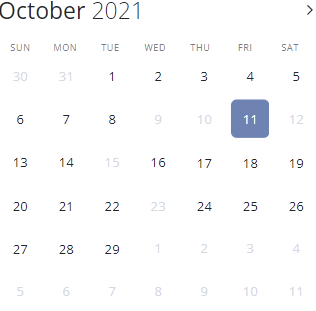 October 2021
SUN MON TUE WED THU FRI SAT
30 31 1 2 3 4 5
6 7 8 9 10 11 12
13 14 15 16 17 18 19
20 21 22 23 24 25 26
27 28 29 1 2 3 4
5 6 7 8 9 10 11